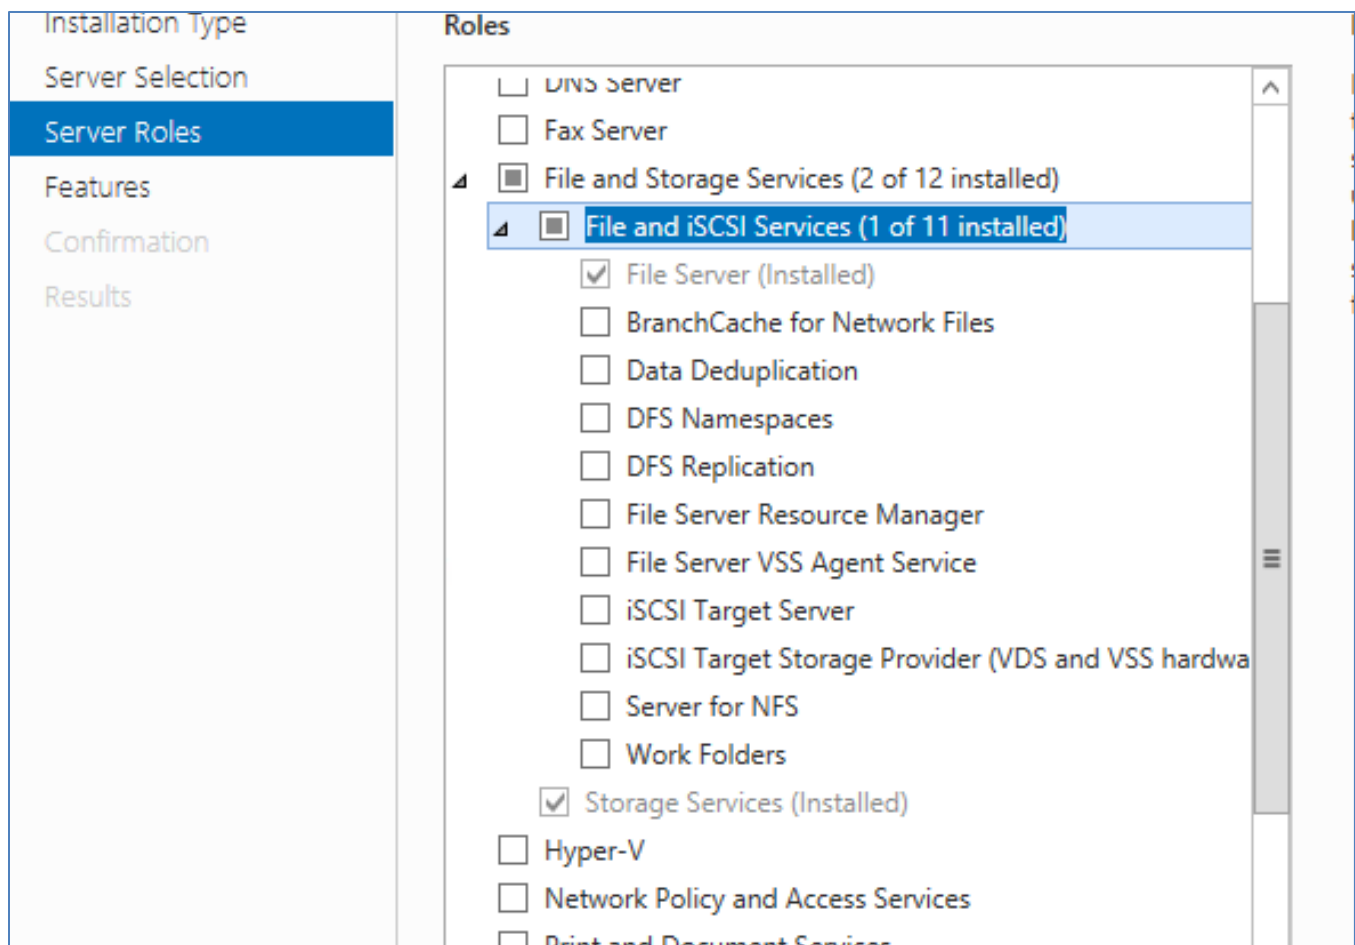 Installation Type
Server Selection
Server Roles
Features
Confirmation
Results
Roles
DNS Server
Fax Server
File and Storage Services (2 of 12 installed)
File and iSCSI Services (1 of 11 installed)
File Server (Installed)
BranchCache for Network Files
Data Deduplication
DFS Namespaces
DFS Replication
File Server Resource Manager
File Server VSS Agent Service
iSCSI Target Server
iSCSI Target Storage Provider (VDS and VSS hardwa
Server for NFS
Work Folders
Storage Services (Installed)
Hyper-V
Network Policy and Access Services
Print and Document Services